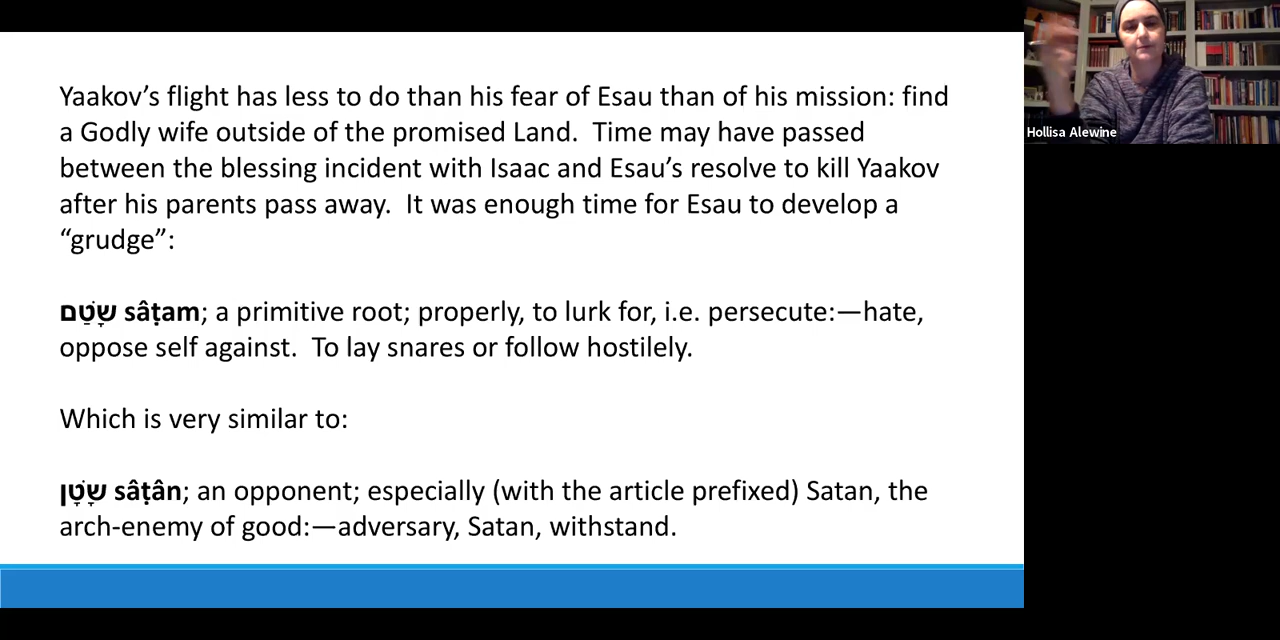 Yaakov’s flight has less to do than his fear of Esau than of his mission: find
a Godly wife outside of the promised Land.  Time may have passed
between the blessing incident with Isaac and Esau’s resolve to kill Yaakov
after his parents pass away.  It was enough time for Esau to develop a
“grudge”:
שָׂטַם sâṭam; a primitive root; properly, to lurk for, i.e. persecute:—hate,
oppose self against.  To lay snares or follow hostilely.
Which is very similar to:
שָׂטָן sâṭân; an opponent; especially (with the article prefixed) Satan, the
arch-enemy of good:—adversary, Satan, withstand.
Hollisa Alewine